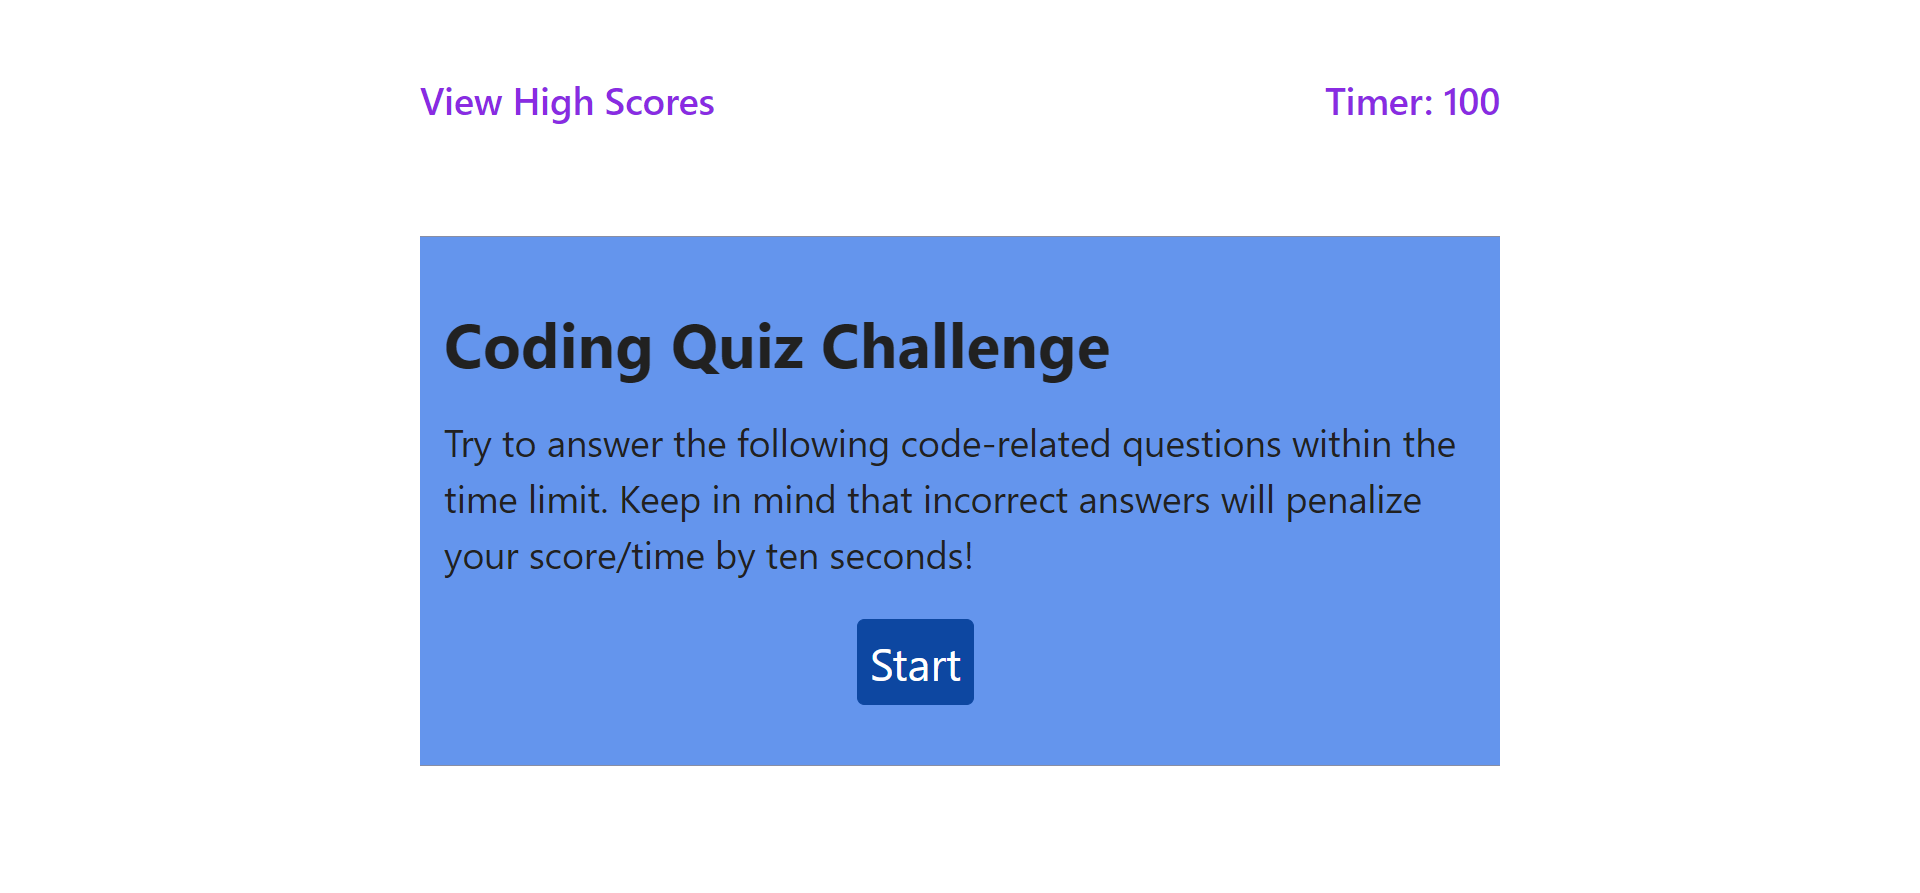 View High Scores
Timer: 100
Coding Quiz Challenge
Try to answer the following code-related questions within the
time limit. Keep in mind that incorrect answers will penalize
your score/time by ten seconds!
Start